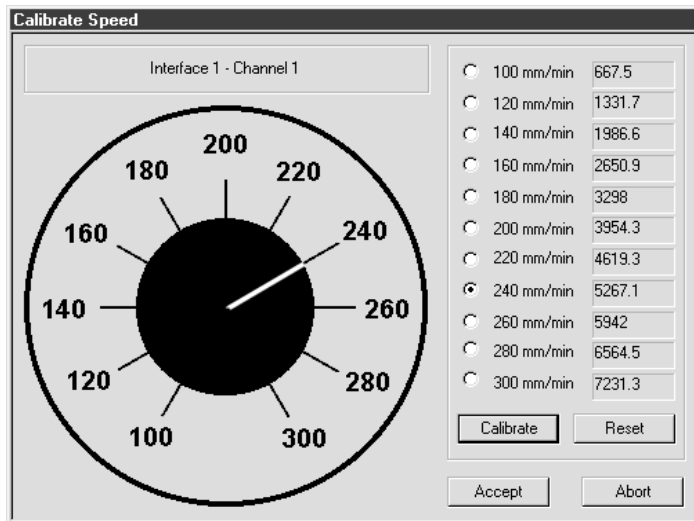 Calibrate Speed
Interface 1 - Channel 1
200
180
220
160
240
140
260
120
280
100
300
100 mm/min 667.5
120 mm/min 1331.7
140 mm/min 1986.6
160 mm/min 2650.9
180 mm/min 3298
200 mm/min 3954.3
220 mm/min 4619.3
240 mm/min 5267.1
260 mm/min 5942
280 mm/min 6564.5
300 mm/min 7231.3
Calibrate Reset
Accept Abort